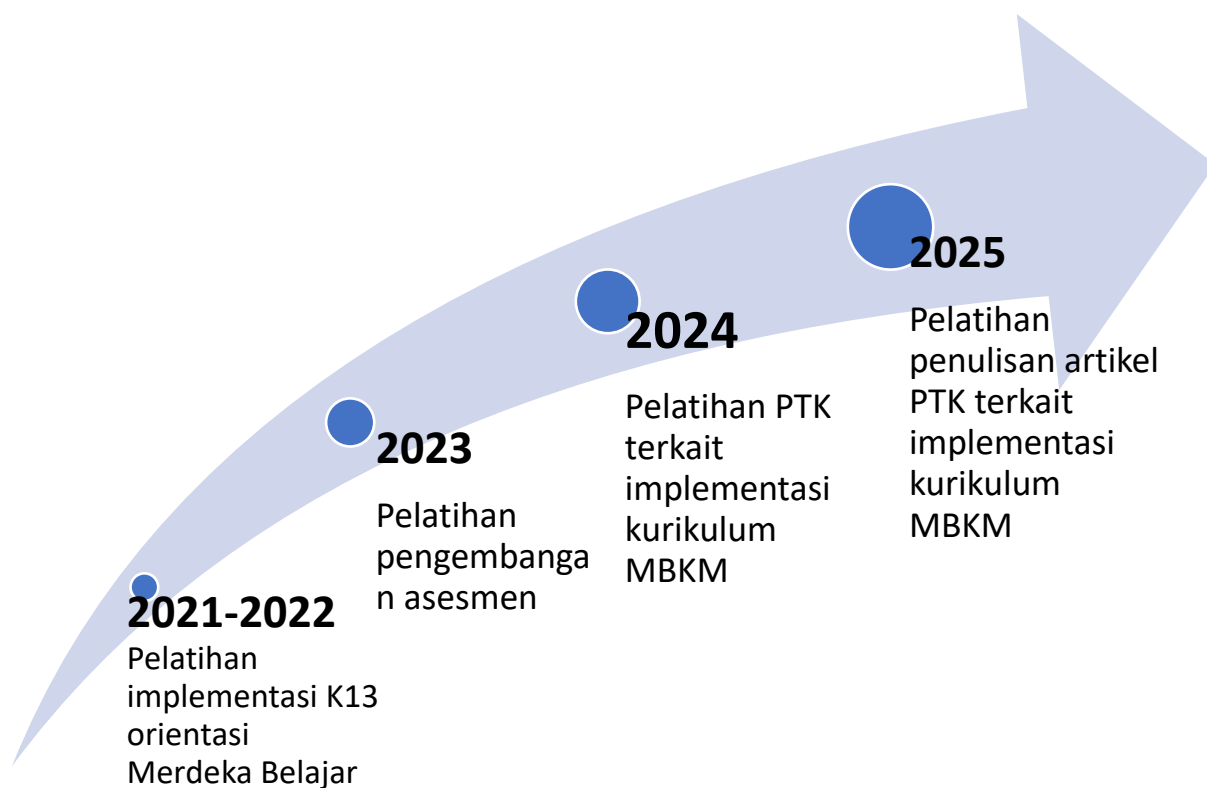 2021-2022
Pelatihan
implementasi K13
orientasi
Merdeka Belajar
2023
Pelatihan
pengembanga
n asesmen
2024
Pelatihan PTK
terkait
implementasi
kurikulum
MBKM
2025
Pelatihan
penulisan artikel
PTK terkait
implementasi
kurikulum
MBKM